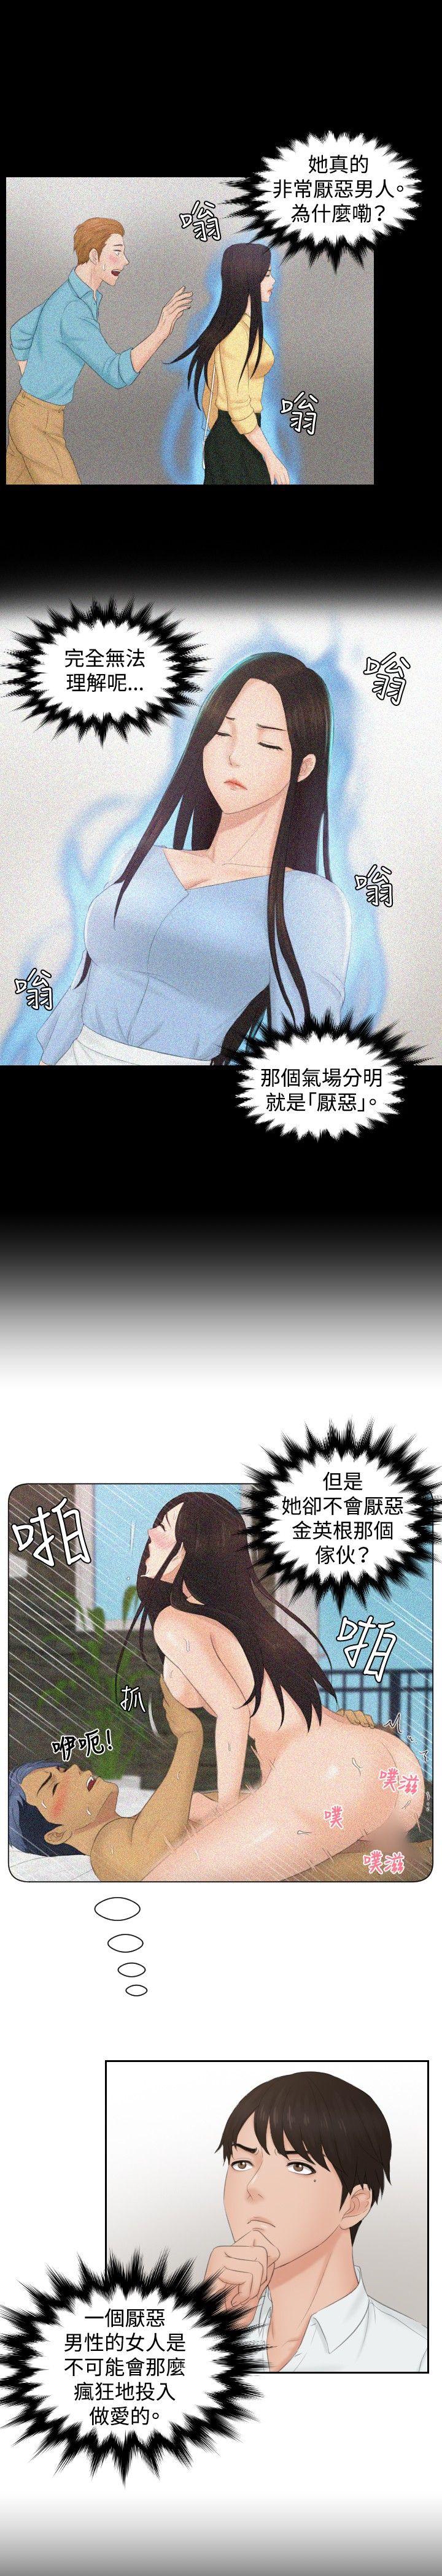 她真的
非常厭惡男人。
為什麼嘞？
嗡
嗡
完全無法
理解呢...
嗡
嗡
嗡
那個氣場分明
就是「厭惡」。
但是
她卻不會厭惡
金英根那個
傢伙？
啪
啪
抓
咿呃!
噗滋
噗
噗滋
一個厭惡
男性的女人是
不可能會那麼
瘋狂地投入
做愛的。